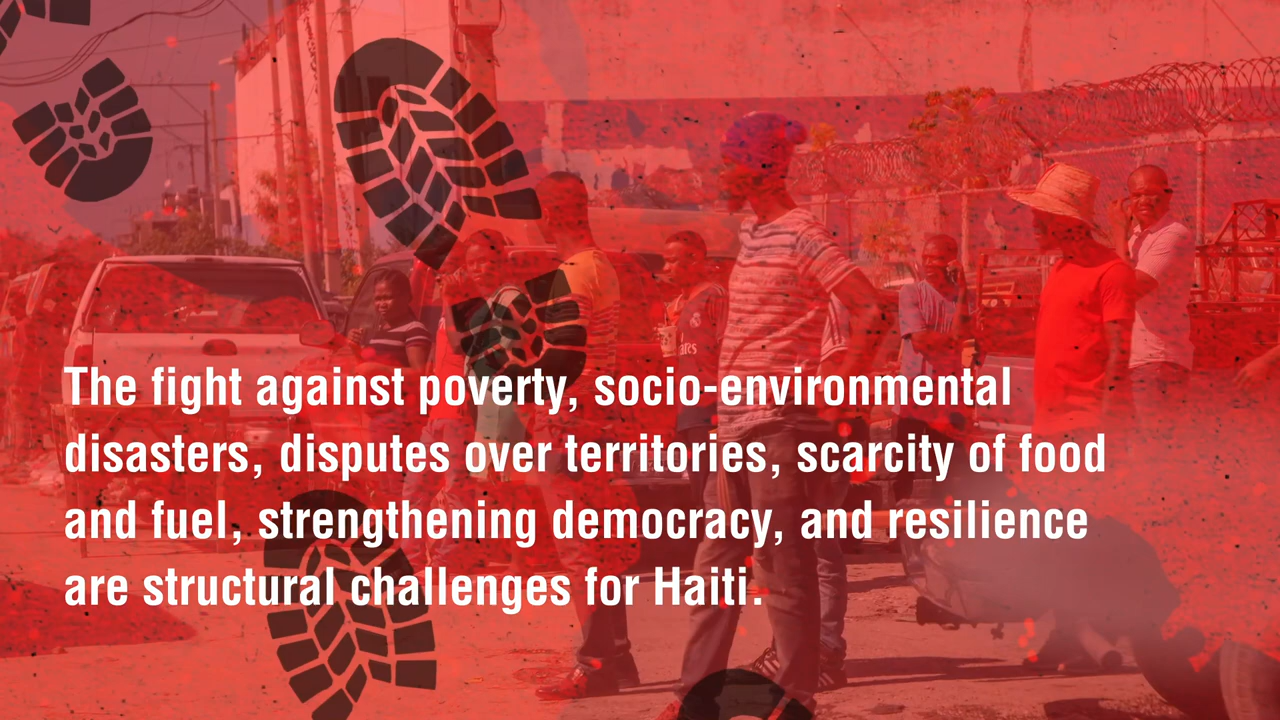 The fight against poverty, socio-environmental
disasters, disputes over territories, scarcity of food
and fuel, strengthening democracy, and resilience
are structural challenges for Haiti.